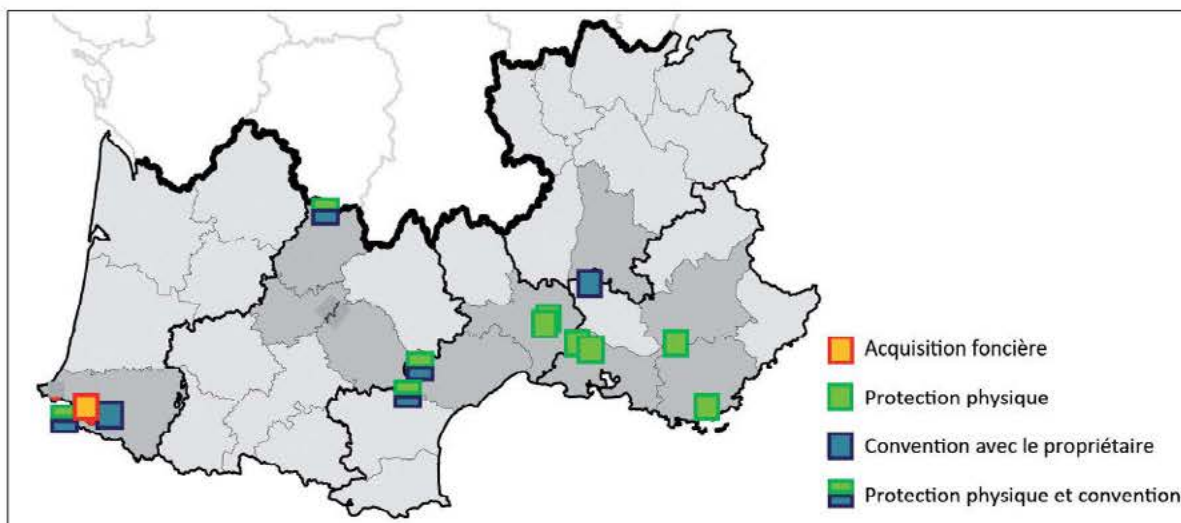 Acquisition foncière
Protection physique
Convention avec le propriétaire
Protection physique et convention